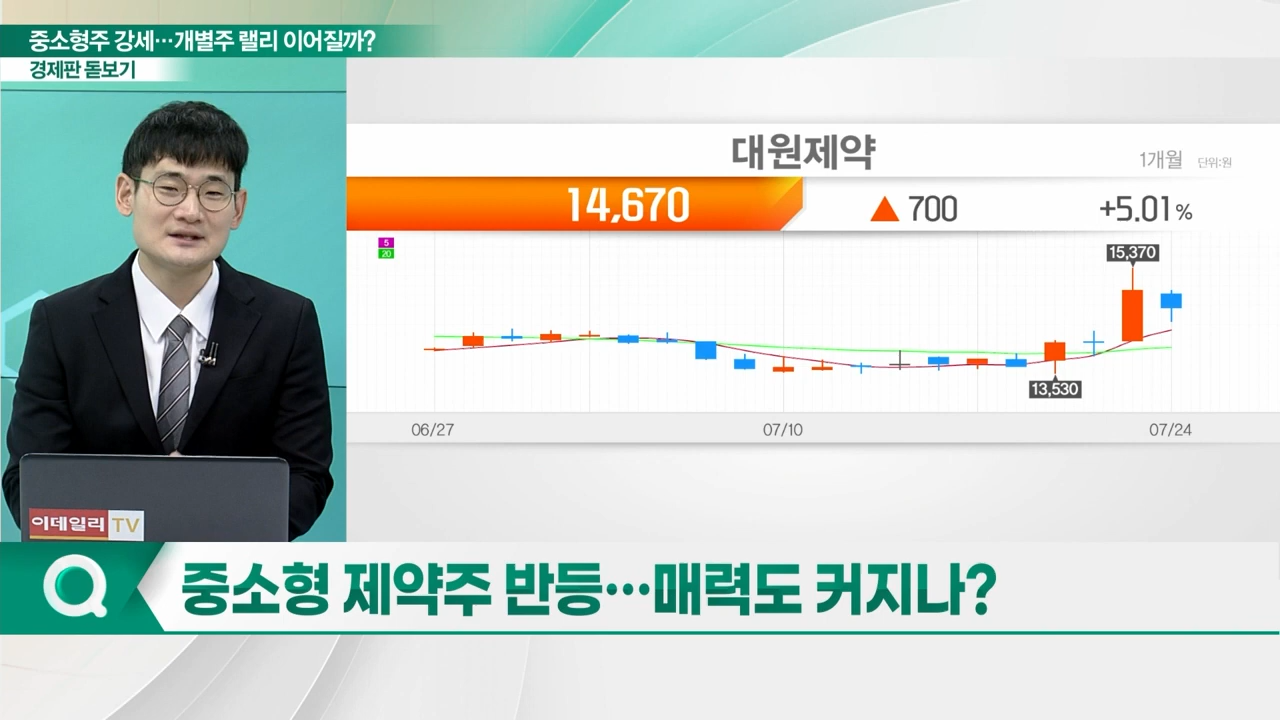 중소형주 강세…개별주 랠리 이어질까?
경제판 돋보기
대원제약
1개월 단위:원
14,670 ▲ 700 +5.01%
5
20
15,370
13,530
06/27 07/10 07/24
이데일리 TV
중소형 제약주 반등…매력도 커지나?